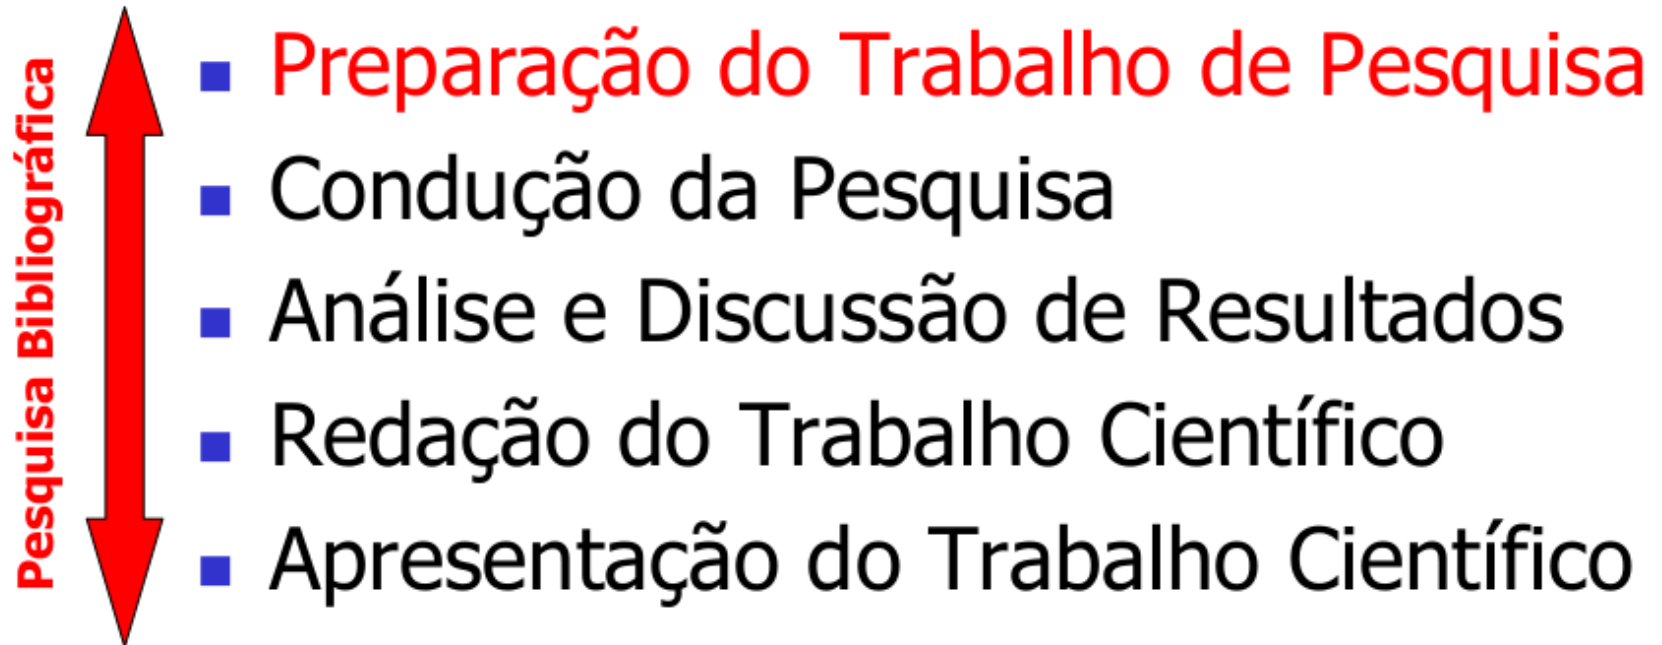 Pesquisa Bibliográfica
Preparação do Trabalho de Pesquisa
Condução da Pesquisa
Análise e Discussão de Resultados
Redação do Trabalho Científico
Apresentação do Trabalho Científico